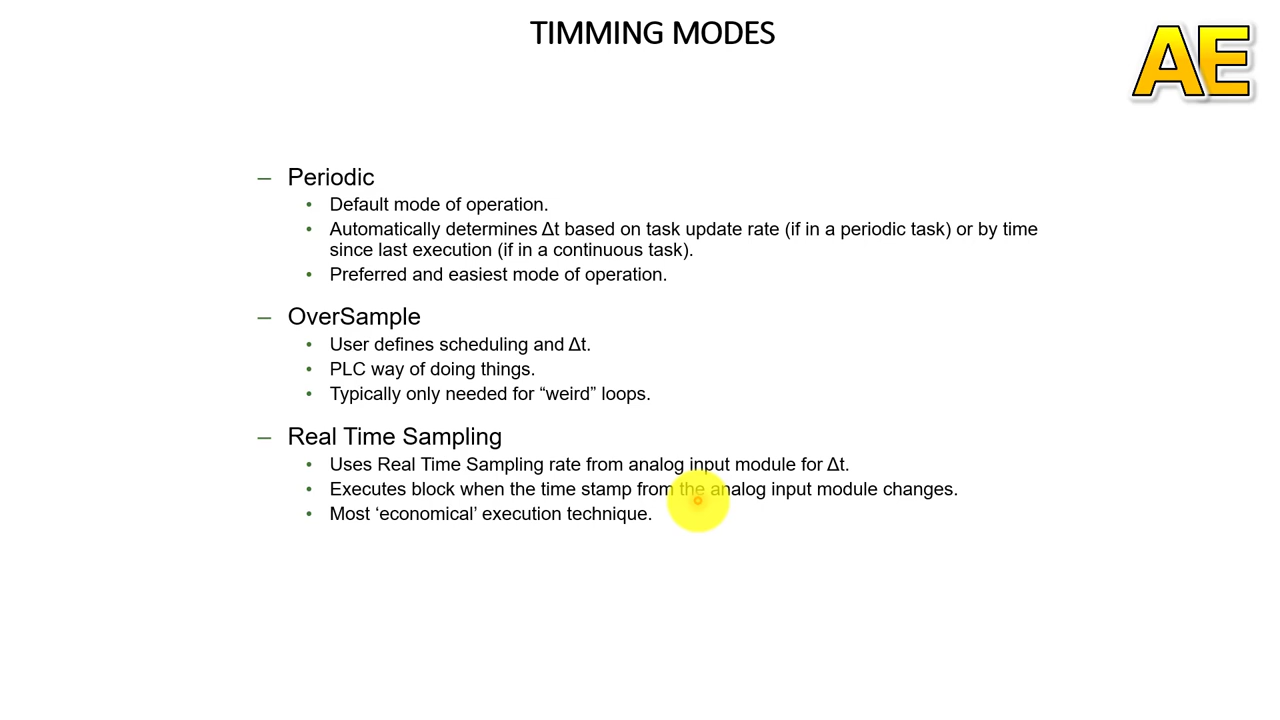 TIMMING MODES
AE
– Periodic
• Default mode of operation.
• Automatically determines Δt based on task update rate (if in a periodic task) or by time
since last execution (if in a continuous task).
• Preferred and easiest mode of operation.
– OverSample
• User defines scheduling and Δt.
• PLC way of doing things.
• Typically only needed for “weird” loops.
– Real Time Sampling
• Uses Real Time Sampling rate from analog input module for Δt.
• Executes block when the time stamp from the analog input module changes.
• Most ‘economical’ execution technique.